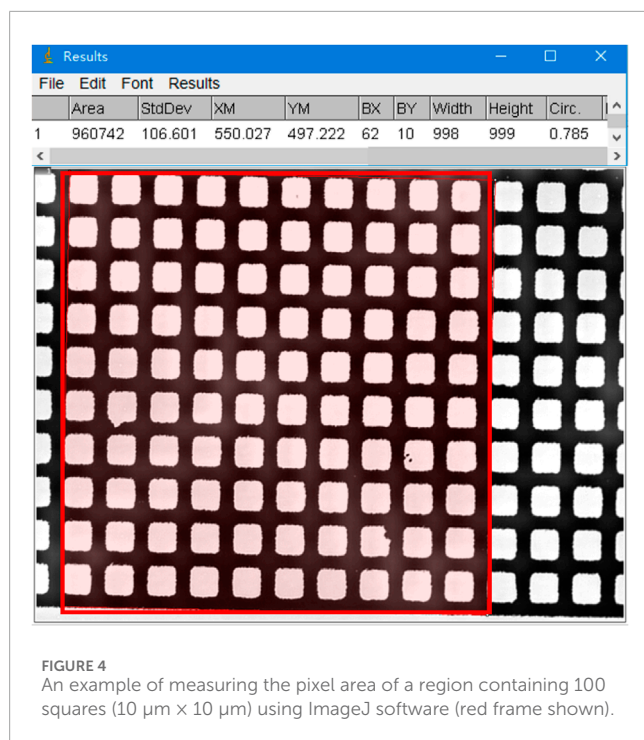 Results
File Edit Font Results
Area StdDev XM YM BX BY Width Height Circ.
1 960742 106.601 550.027 497.222 62 10 998 999 0.785
FIGURE 4
An example of measuring the pixel area of a region containing 100
squares (10 μm × 10 μm) using ImageJ software (red frame shown).